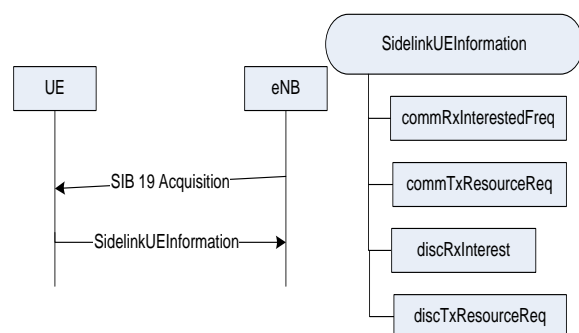 UE
eNB
SIB 19 Acquisition
SidelinkUEInformation
SidelinkUEInformation
commRxInterestedFreq
commTxResourceReq
discRxInterest
discTxResourceReq